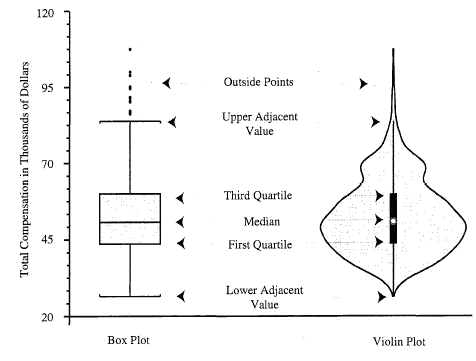 120
95
70
45
20
Total Compensation in Thousands of Dollars
Outside Points
Upper Adjacent
Value
Third Quartile
Median
First Quartile
Lower Adjacent
Value
Box Plot
Violin Plot